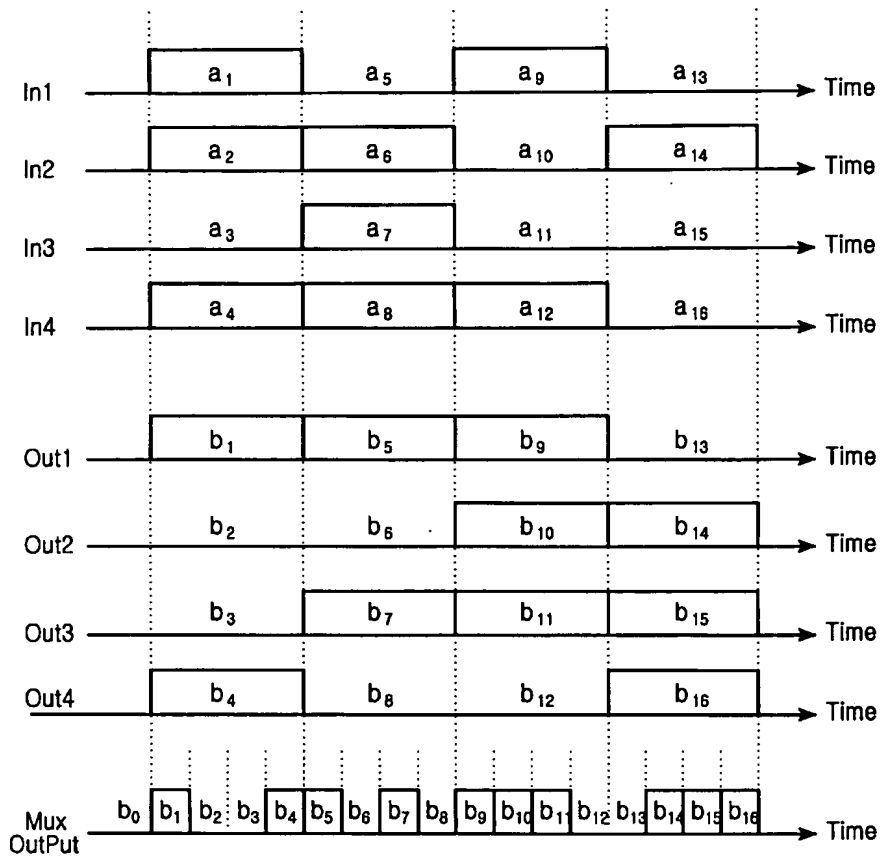 In1 a1 a5 a9 a13 Time
In2 a2 a6 a10 a14 Time
In3 a3 a7 a11 a15 Time
In4 a4 a8 a12 a16 Time
Out1 b1 b5 b9 b13 Time
Out2 b2 b6 b10 b14 Time
Out3 b3 b7 b11 b15 Time
Out4 b4 b8 b12 b16 Time
Mux OutPut b0 b1 b2 b3 b4 b5 b6 b7 b8 b9 b10 b11 b12 b13 b14 b15 b16 Time